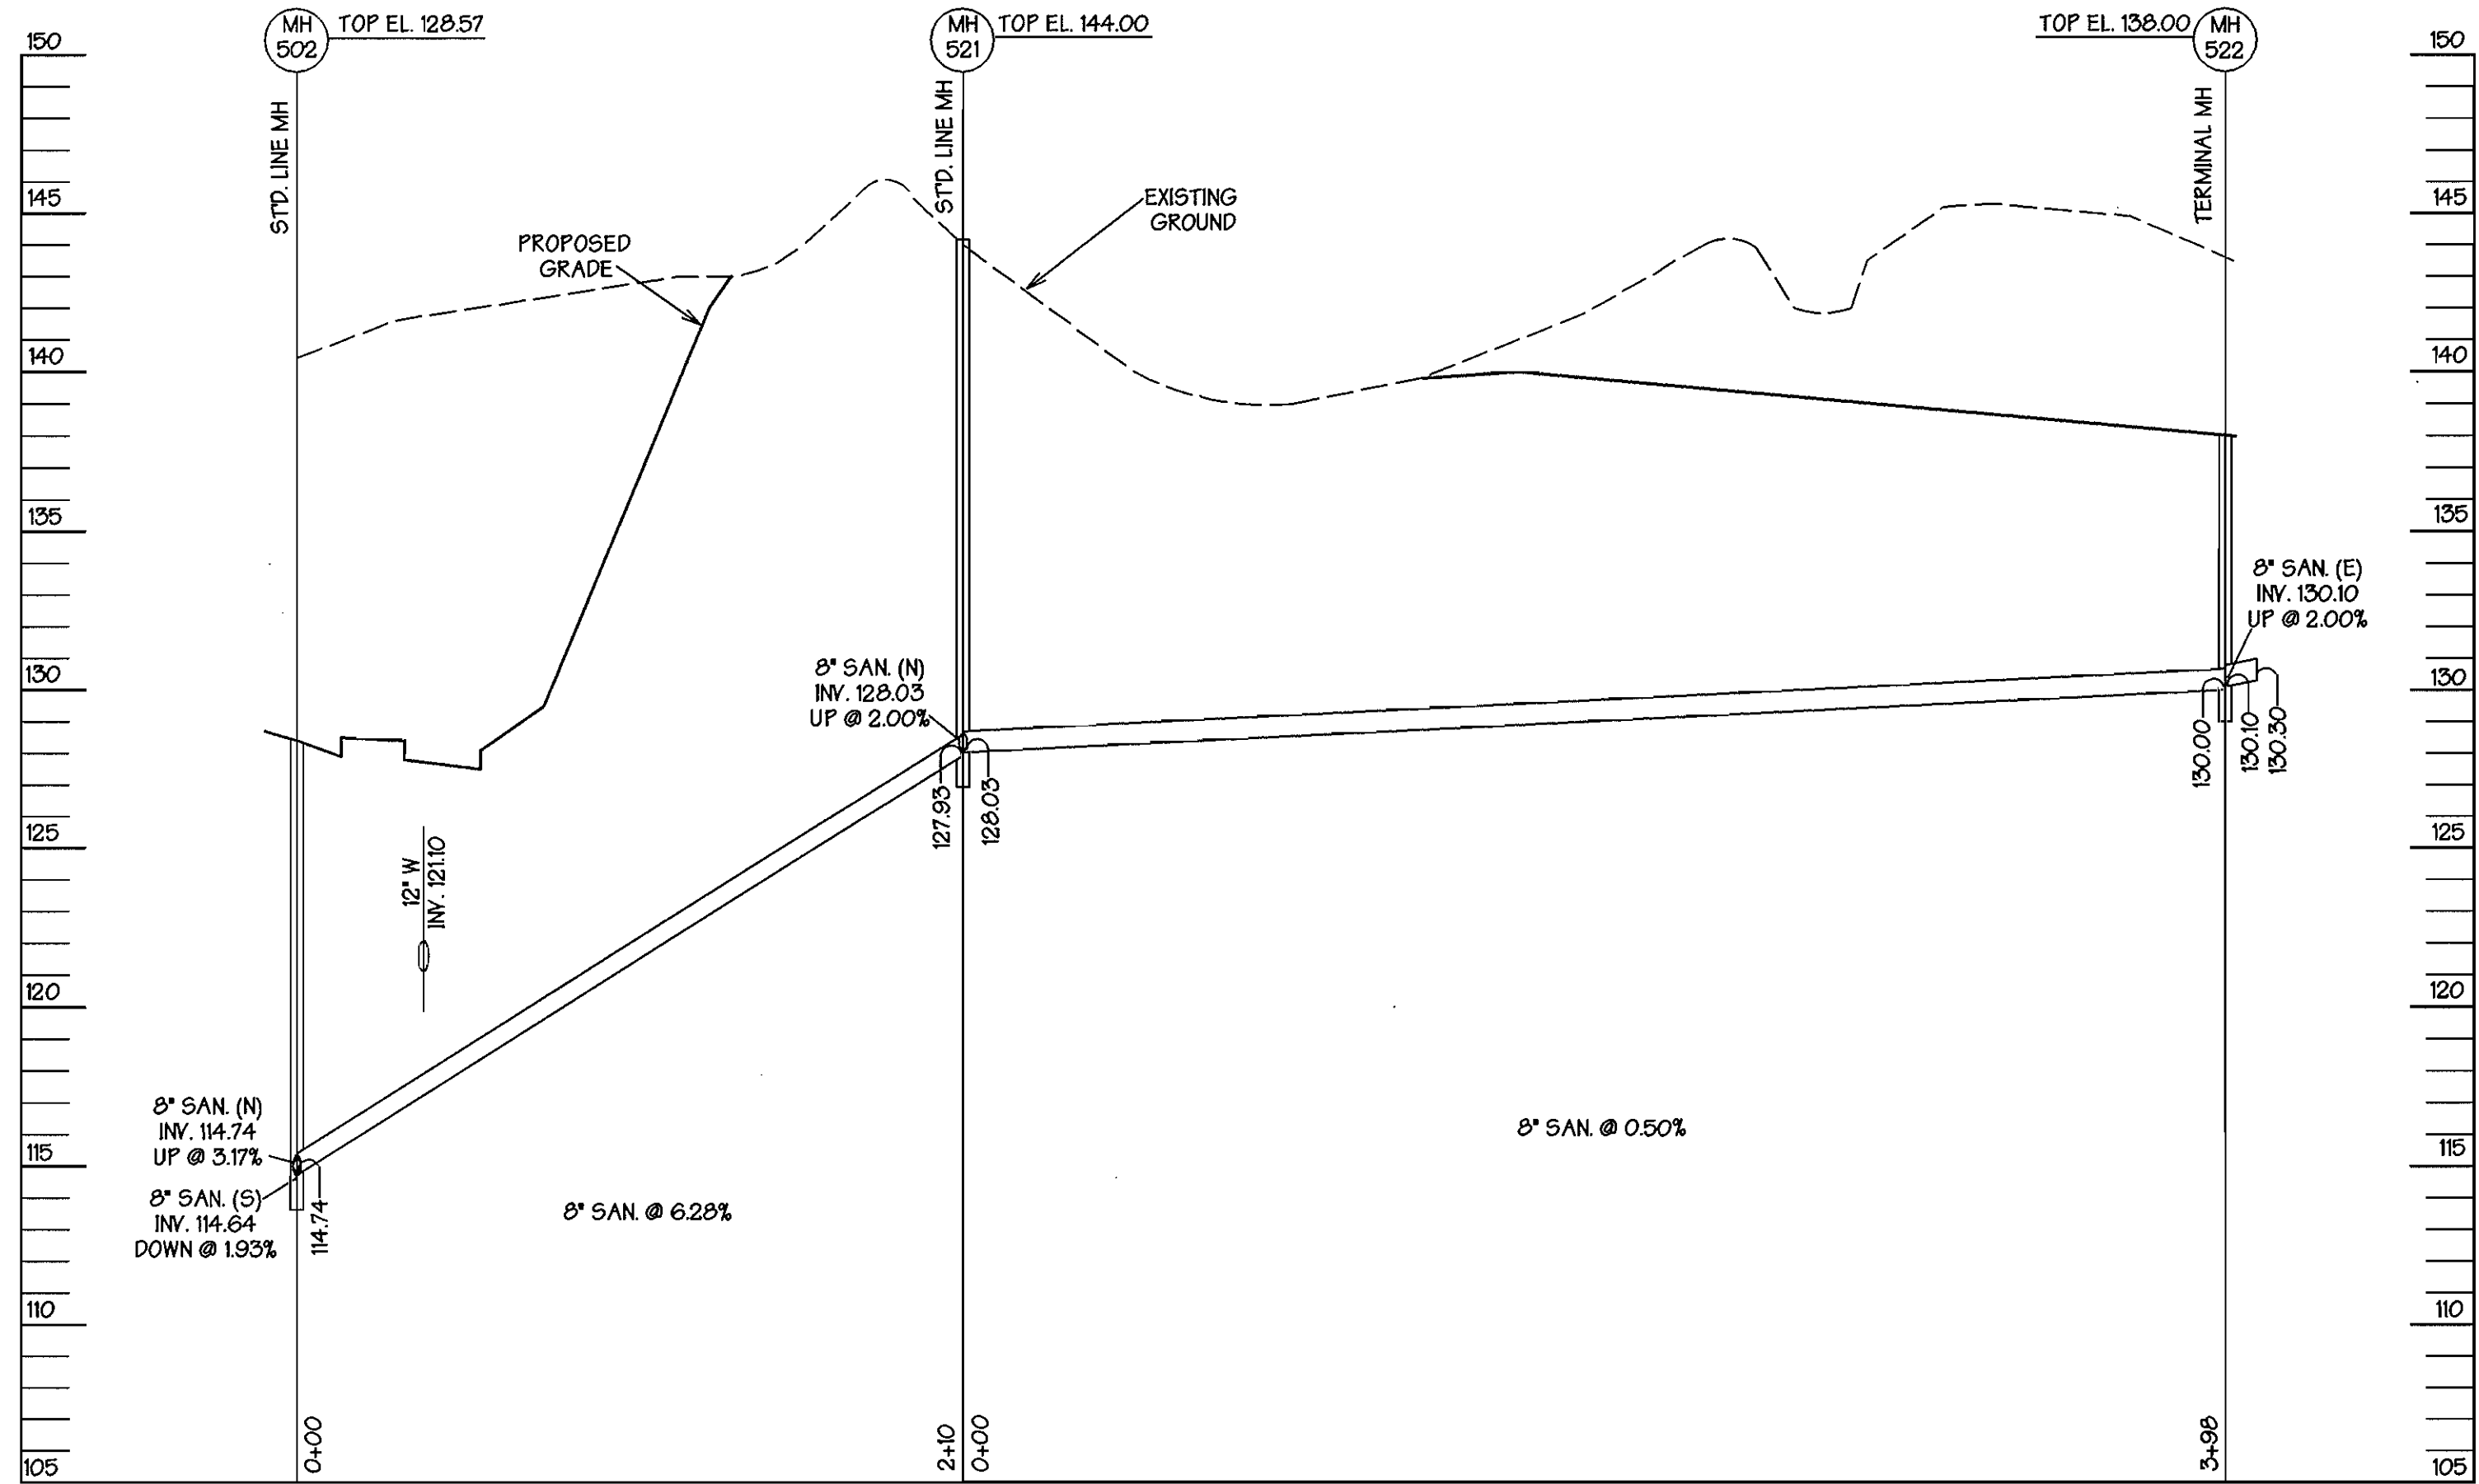 MH
502
TOP EL. 128.57
MH
521
TOP EL. 144.00
TOP EL. 138.00
MH
522
STD. LINE MH
STD. LINE MH
TERMINAL MH
150
145
140
135
130
125
120
115
110
105
150
145
140
135
130
125
120
115
110
105
PROPOSED
GRADE
EXISTING
GROUND
8" SAN. (N)
INV. 128.03
UP @ 2.00%
127.93
128.03
8" SAN. (E)
INV. 130.10
UP @ 2.00%
130.00
130.10
130.30
12" W
INV. 121.10
8" SAN. (N)
INV. 114.74
UP @ 3.17%
8" SAN. (S)
INV. 114.64
DOWN @ 1.93%
114.74
8" SAN. @ 6.28%
8" SAN. @ 0.50%
0+00
2+10
0+00
3+98